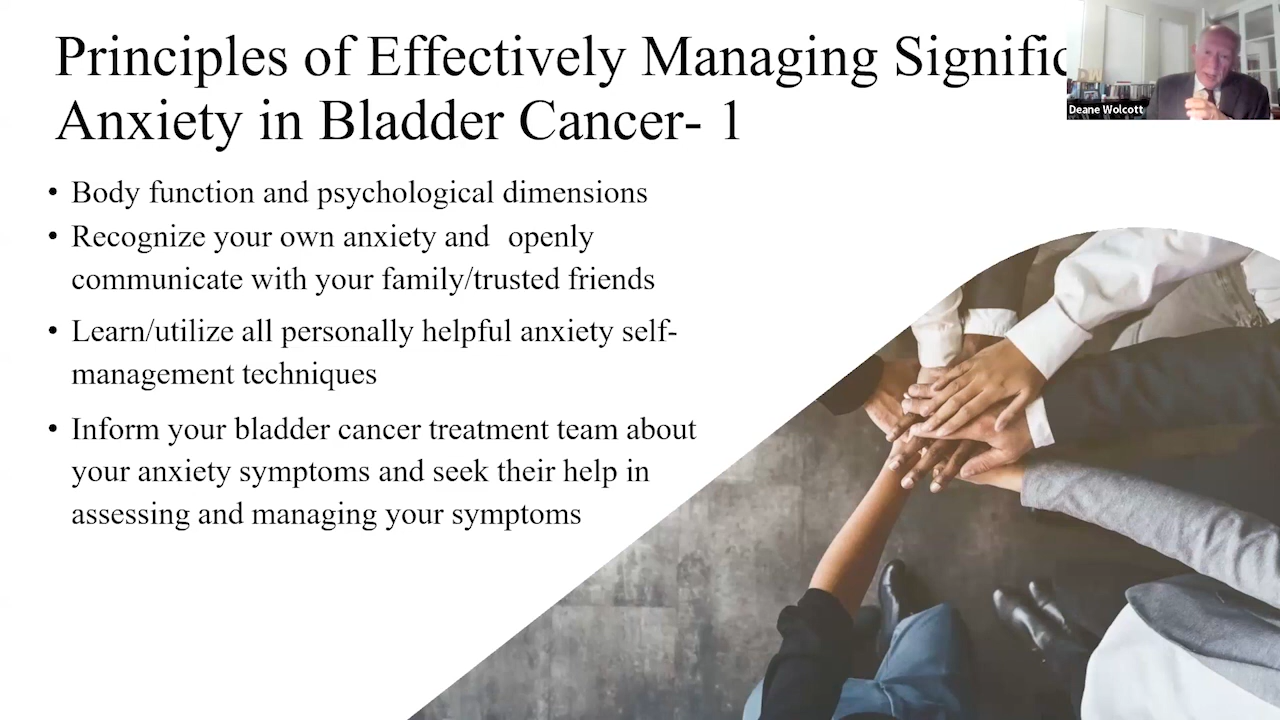 Principles of Effectively Managing
Anxiety in Bladder Cancer- 1
Deane Wolcott
• Body function and psychological dimensions
• Recognize your own anxiety and openly
communicate with your family/trusted friends
• Learn/utilize all personally helpful anxiety self-
management techniques
• Inform your bladder cancer treatment team about
your anxiety symptoms and seek their help in
assessing and managing your symptoms